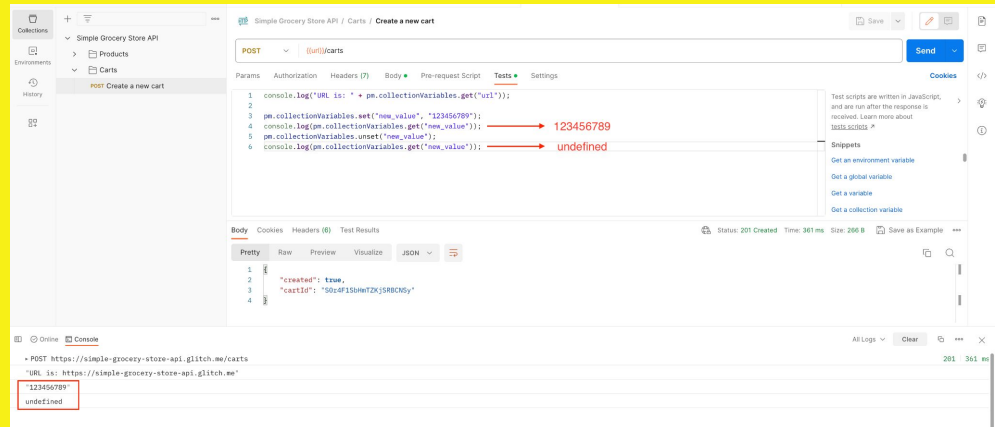 Collections
Environments
History
Simple Grocery Store API
Products
Carts
POST Create a new cart
Simple Grocery Store API / Carts / Create a new cart
Save
POST
{{url}}/carts
Send
Params Authorization Headers (7) Body Pre-request Script Tests Settings
Cookies
1 console.log("URL is: " + pm.collectionVariables.get("url"));
2
3 pm.collectionVariables.set("new_value", "123456789");
4 console.log(pm.collectionVariables.get("new_value"));
123456789
5 pm.collectionVariables.unset("new_value");
6 console.log(pm.collectionVariables.get("new_value"));
undefined
Test scripts are written in JavaScript,
and are run after the response is
received. Learn more about
tests scripts
Snippets
Get an environment variable
Get a global variable
Get a variable
Get a collection variable
Body Cookies Headers (6) Test Results
Status: 201 Created Time: 361 ms Size: 266 B Save as Example
Pretty Raw Preview Visualize JSON
1 {
2 "created": true,
3 "cartId":
4 }
Online Console
All Logs Clear
POST https://simple-grocery-store-api.glitch.me/carts
201 361 ms
"URL is: https://simple-grocery-store-api.glitch.me"
"123456789"
undefined